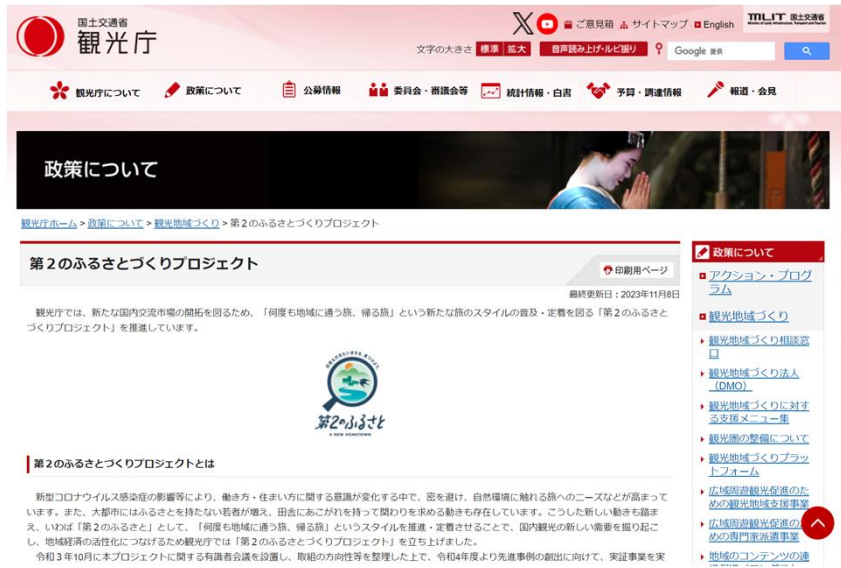 国土交通省
観光庁
ご意見箱 サイトマップ English MLIT 国土交通省
文字の大きさ 標準 拡大 音声読み上げ・ルビ振り Google 提供
観光庁について 政策について 公募情報 委員会・審議会等 統計情報・白書 予算・調達情報 報道・会見
政策について
観光庁ホーム > 政策について > 観光地域づくり > 第2のふるさとづくりプロジェクト
第2のふるさとづくりプロジェクト
印刷用ページ
最終更新日：2023年11月8日
観光庁では、新たな国内交流市場の開拓を図るため、「何度も地域に通う旅、帰る旅」という新たな旅のスタイルの普及・定着を図る「第2のふるさと
づくりプロジェクト」を推進しています。
第2のふるさと
A NEW HOMETOWN
第2のふるさとづくりプロジェクトとは
新型コロナウイルス感染症の影響等により、働き方・住まい方に関する意識が変化する中で、密を避け、自然環境に触れる旅へのニーズなどが高まって
います。また、大都市にはふるさとを持たない若者が増え、田舎にあこがれを持って関わりを求める動きも存在しています。こうした新しい動きも踏ま
え、いわば「第2のふるさと」として、「何度も地域に通う旅、帰る旅」というスタイルを推進・定着させることで、国内観光の新しい需要を掘り起こ
し、地域経済の活性化につなげるため観光庁では「第2のふるさとづくりプロジェクト」を立ち上げました。
令和3年10月に本プロジェクトに関する有識者会議を設置し、取組の方向性等を整理した上で、令和4年度より先進事例の創出に向けて、実証事業を実
政策について
アクション・プログ
ラム
観光地域づくり
観光地域づくり相談窓
口
観光地域づくり法人
（DMO）
観光地域づくりに対す
る支援メニュー集
観光圏の整備について
観光地域づくりプラッ
トフォーム
広域周遊観光促進のた
めの観光地域支援事業
広域周遊観光促進の
めの専門家派遣事業
地域のコンテンツの連